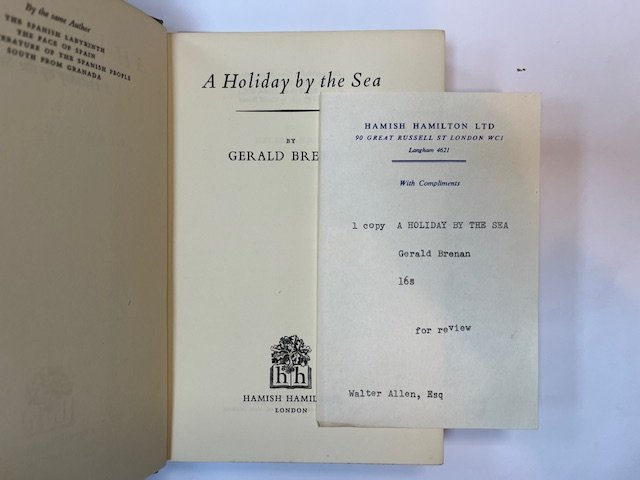 By the same Author
THE SPANISH LABYRINTH
THE FACE OF SPAIN
LITERATURE OF THE SPANISH PEOPLE
SOUTH FROM GRANADA
A Holiday by the Sea
BY
GERALD BRE
h h
HAMISH HAMIL
LONDON
HAMISH HAMILTON LTD
90 GREAT RUSSELL ST LONDON WC1
Langham 4621
With Compliments
1 copy A HOLIDAY BY THE SEA
Gerald Brenan
16s
for review
Walter Allen, Esq